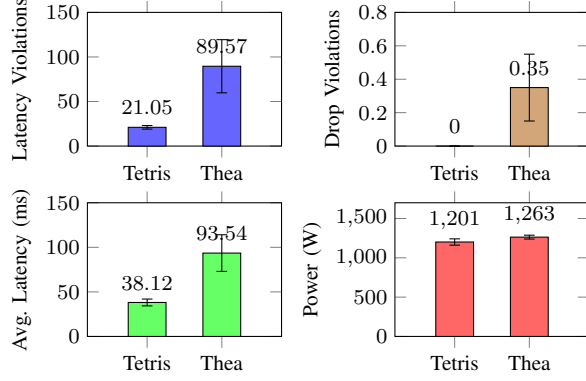 Latency Violations
150
100
50
0
21.05
89.57
Tetris
Thea
Drop Violations
0.8
0.6
0.4
0.2
0
0
0.35
Tetris
Thea
Avg. Latency (ms)
150
100
50
0
38.12
93.54
Tetris
Thea
Power (W)
1,500
1,000
500
0
1,201
1,263
Tetris
Thea